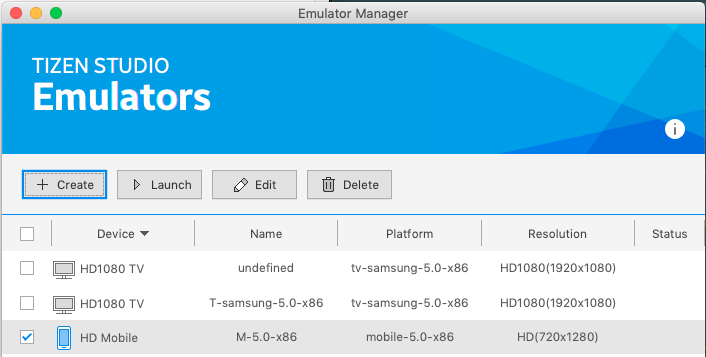 Emulator Manager
TIZEN STUDIO
Emulators
Create Launch Edit Delete
Device Name Platform Resolution Status
HD1080 TV undefined tv-samsung-5.0-x86 HD1080(1920x1080)
HD1080 TV T-samsung-5.0-x86 tv-samsung-5.0-x86 HD1080(1920x1080)
HD Mobile M-5.0-x86 mobile-5.0-x86 HD(720x1280)